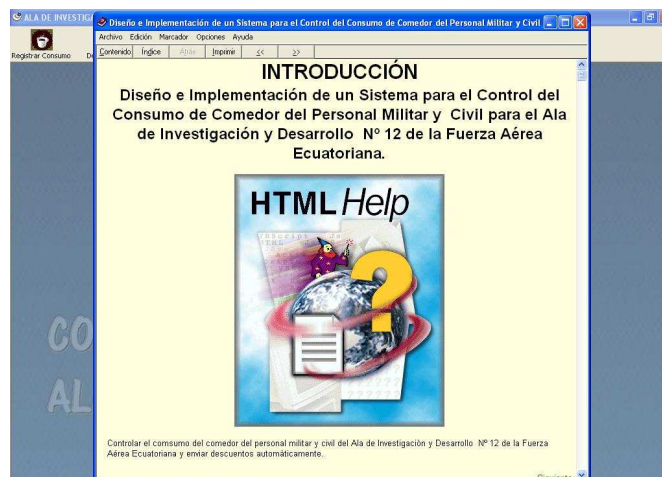 ALA DE INVESTIG
Diseño e Implementación de un Sistema para el Control del Consumo de Comedor del Personal Militar y Civil
Archivo Edición Marcador Opciones Ayuda
Contenido Índice Atrás Imprimir << >>
Registrar Consumo De
INTRODUCCIÓN
Diseño e Implementación de un Sistema para el Control del
Consumo de Comedor del Personal Militar y Civil para el Ala
de Investigación y Desarrollo Nº 12 de la Fuerza Aérea
Ecuatoriana.
HTML Help
CO
AL
Controlar el comsumo del comedor del personal militar y civil del Ala de Investigación y Desarrollo Nº 12 de la Fuerza
Aérea Ecuatoriana y enviar descuentos automáticamente.
Siguiente